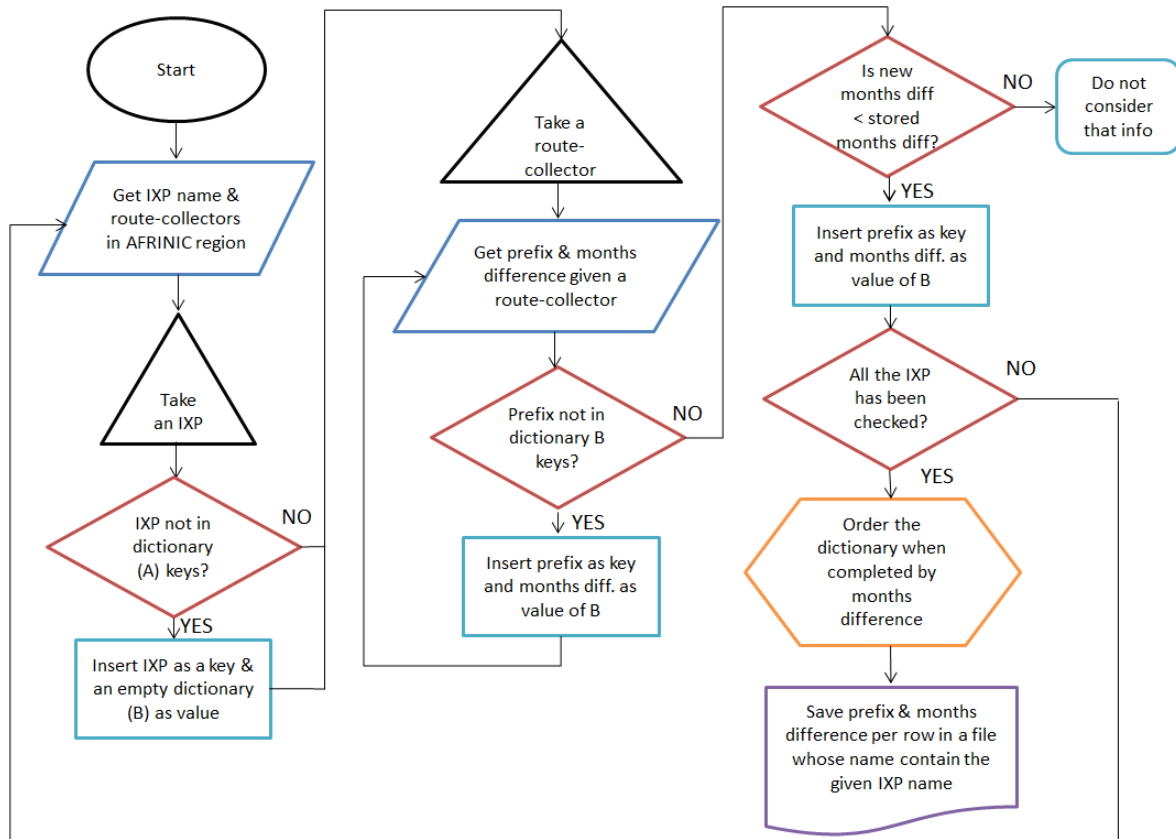 Start
Get IXP name &
route-collectors
in AFRINIC region
Take
an IXP
IXP not in
dictionary
(A) keys?
NO
YES
Insert IXP as a key &
an empty dictionary
(B) as value
Take a
route-
collector
Get prefix & months
difference given a
route-collector
Prefix not in
dictionary B
keys?
NO
YES
Insert prefix as key
and months diff. as
value of B
Is new
months diff
< stored
months diff?
NO
Do not
consider
that info
YES
Insert prefix as key
and months diff. as
value of B
All the IXP
has been
checked?
NO
YES
Order the
dictionary when
completed by
months
difference
Save prefix & months
difference per row in a file
whose name contain the
given IXP name